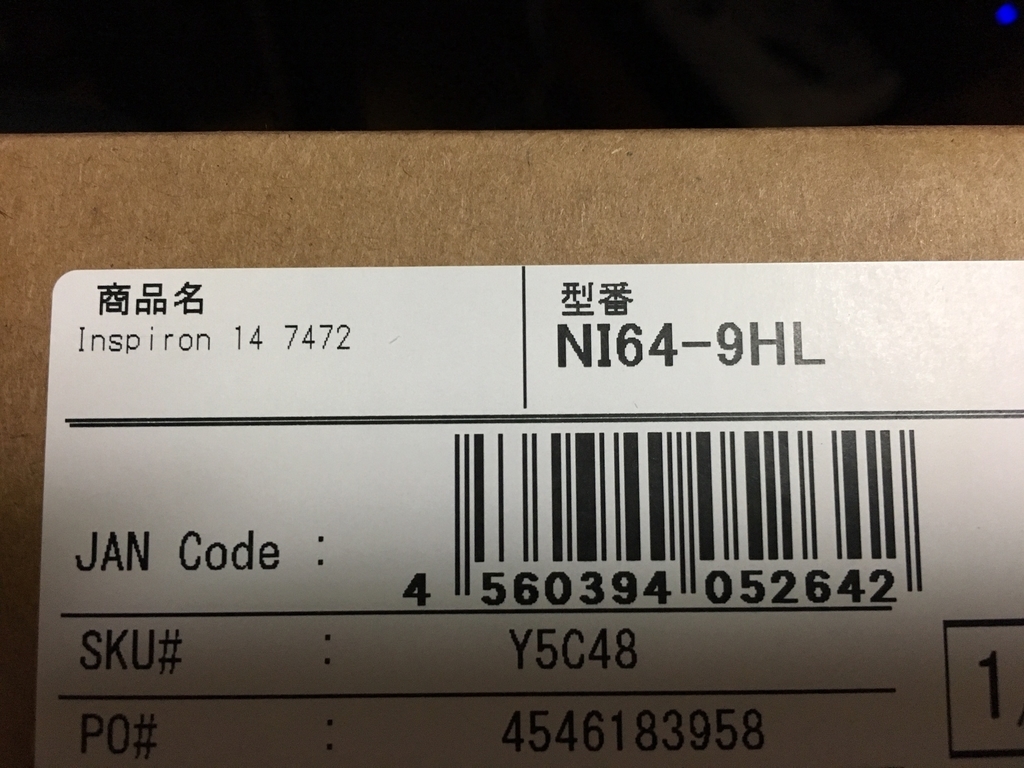 商品名
Inspiron 14 7472
型番
NI64-9HL
JAN Code :
4 560394 052642
SKU# : Y5C48
PO# : 4546183958
1/